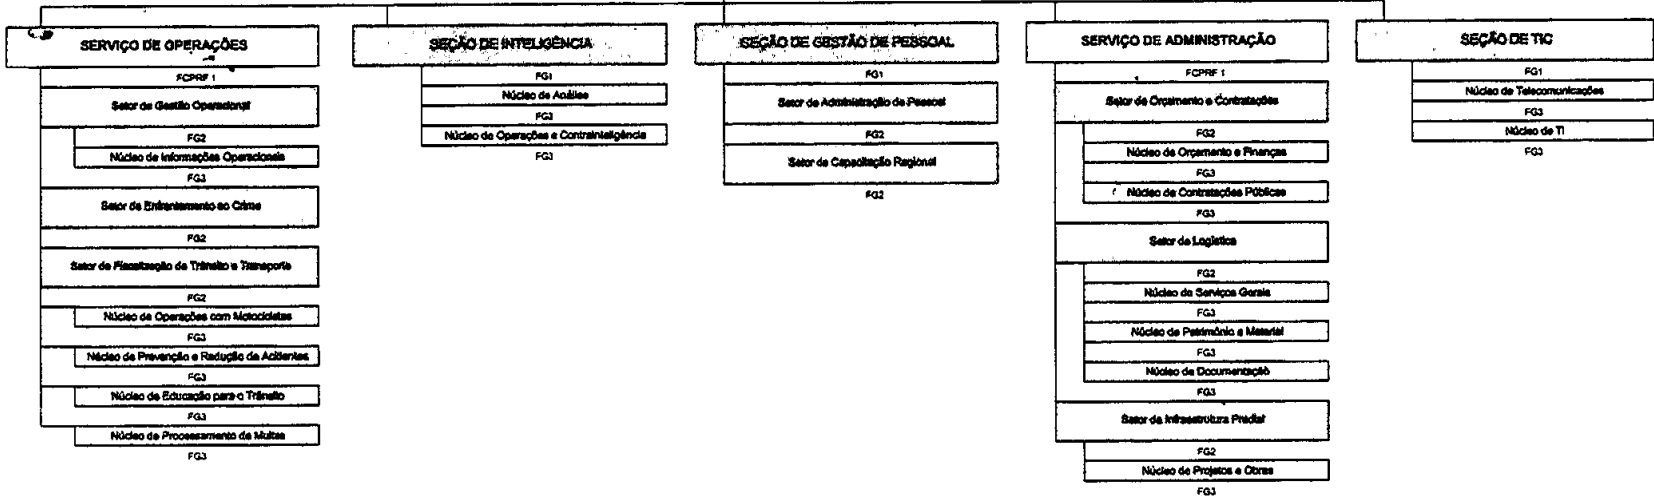 SERVIÇO DE OPERAÇÕES
FCPRF 1
Setor de Gestão Operacional
FG2
Núcleo de Informações Operacionais
FG3
Setor de Enfrentamento ao Crime
FG2
Setor de Fiscalização de Trânsito e Transporte
FG2
Núcleo de Operações com Motocicletas
FG3
Núcleo de Prevenção e Redução de Acidentes
FG3
Núcleo de Educação para o Trânsito
FG3
Núcleo de Processamento de Multas
FG3
SEÇÃO DE INTELIGÊNCIA
FG1
Núcleo de Análise
FG3
Núcleo de Operações e Contrainteligência
FG3
SEÇÃO DE GESTÃO DE PESSOAL
FG1
Setor de Administração de Pessoal
FG2
Setor de Capacitação Regional
FG2
SERVIÇO DE ADMINISTRAÇÃO
FCPRF 1
Setor de Orçamento e Contratações
FG2
Núcleo de Orçamento e Finanças
FG3
Núcleo de Contratações Públicas
FG3
Setor de Logística
FG2
Núcleo de Serviços Gerais
FG3
Núcleo de Patrimônio e Material
FG3
Núcleo de Documentação
FG3
Setor de Infraestrutura Predial
FG2
Núcleo de Projetos e Obras
FG3
SEÇÃO DE TIC
FG1
Núcleo de Telecomunicações
FG3
Núcleo de TI
FG3